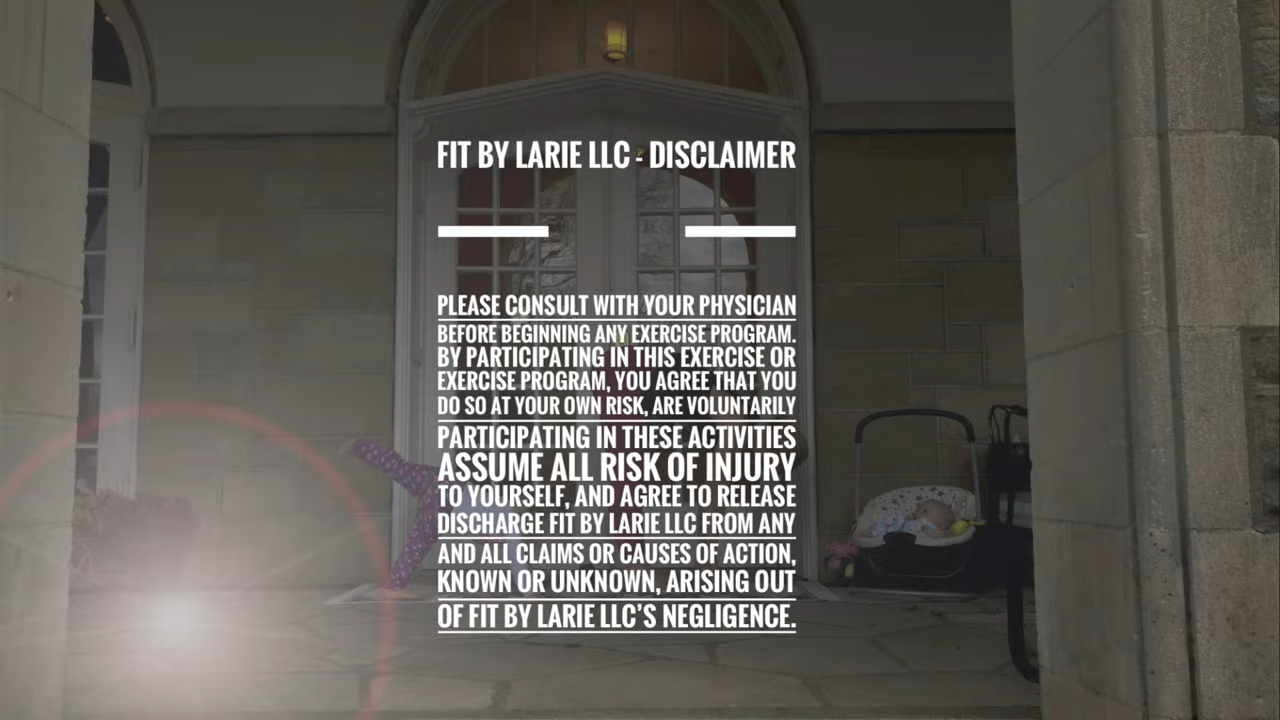 FIT BY LARIE LLC - DISCLAIMER
PLEASE CONSULT WITH YOUR PHYSICIAN
BEFORE BEGINNING ANY EXERCISE PROGRAM.
BY PARTICIPATING IN THIS EXERCISE OR
EXERCISE PROGRAM, YOU AGREE THAT YOU
DO SO AT YOUR OWN RISK, ARE VOLUNTARILY
PARTICIPATING IN THESE ACTIVITIES
ASSUME ALL RISK OF INJURY
TO YOURSELF, AND AGREE TO RELEASE
DISCHARGE FIT BY LARIE LLC FROM ANY
AND ALL CLAIMS OR CAUSES OF ACTION,
KNOWN OR UNKNOWN, ARISING OUT
OF FIT BY LARIE LLC'S NEGLIGENCE.